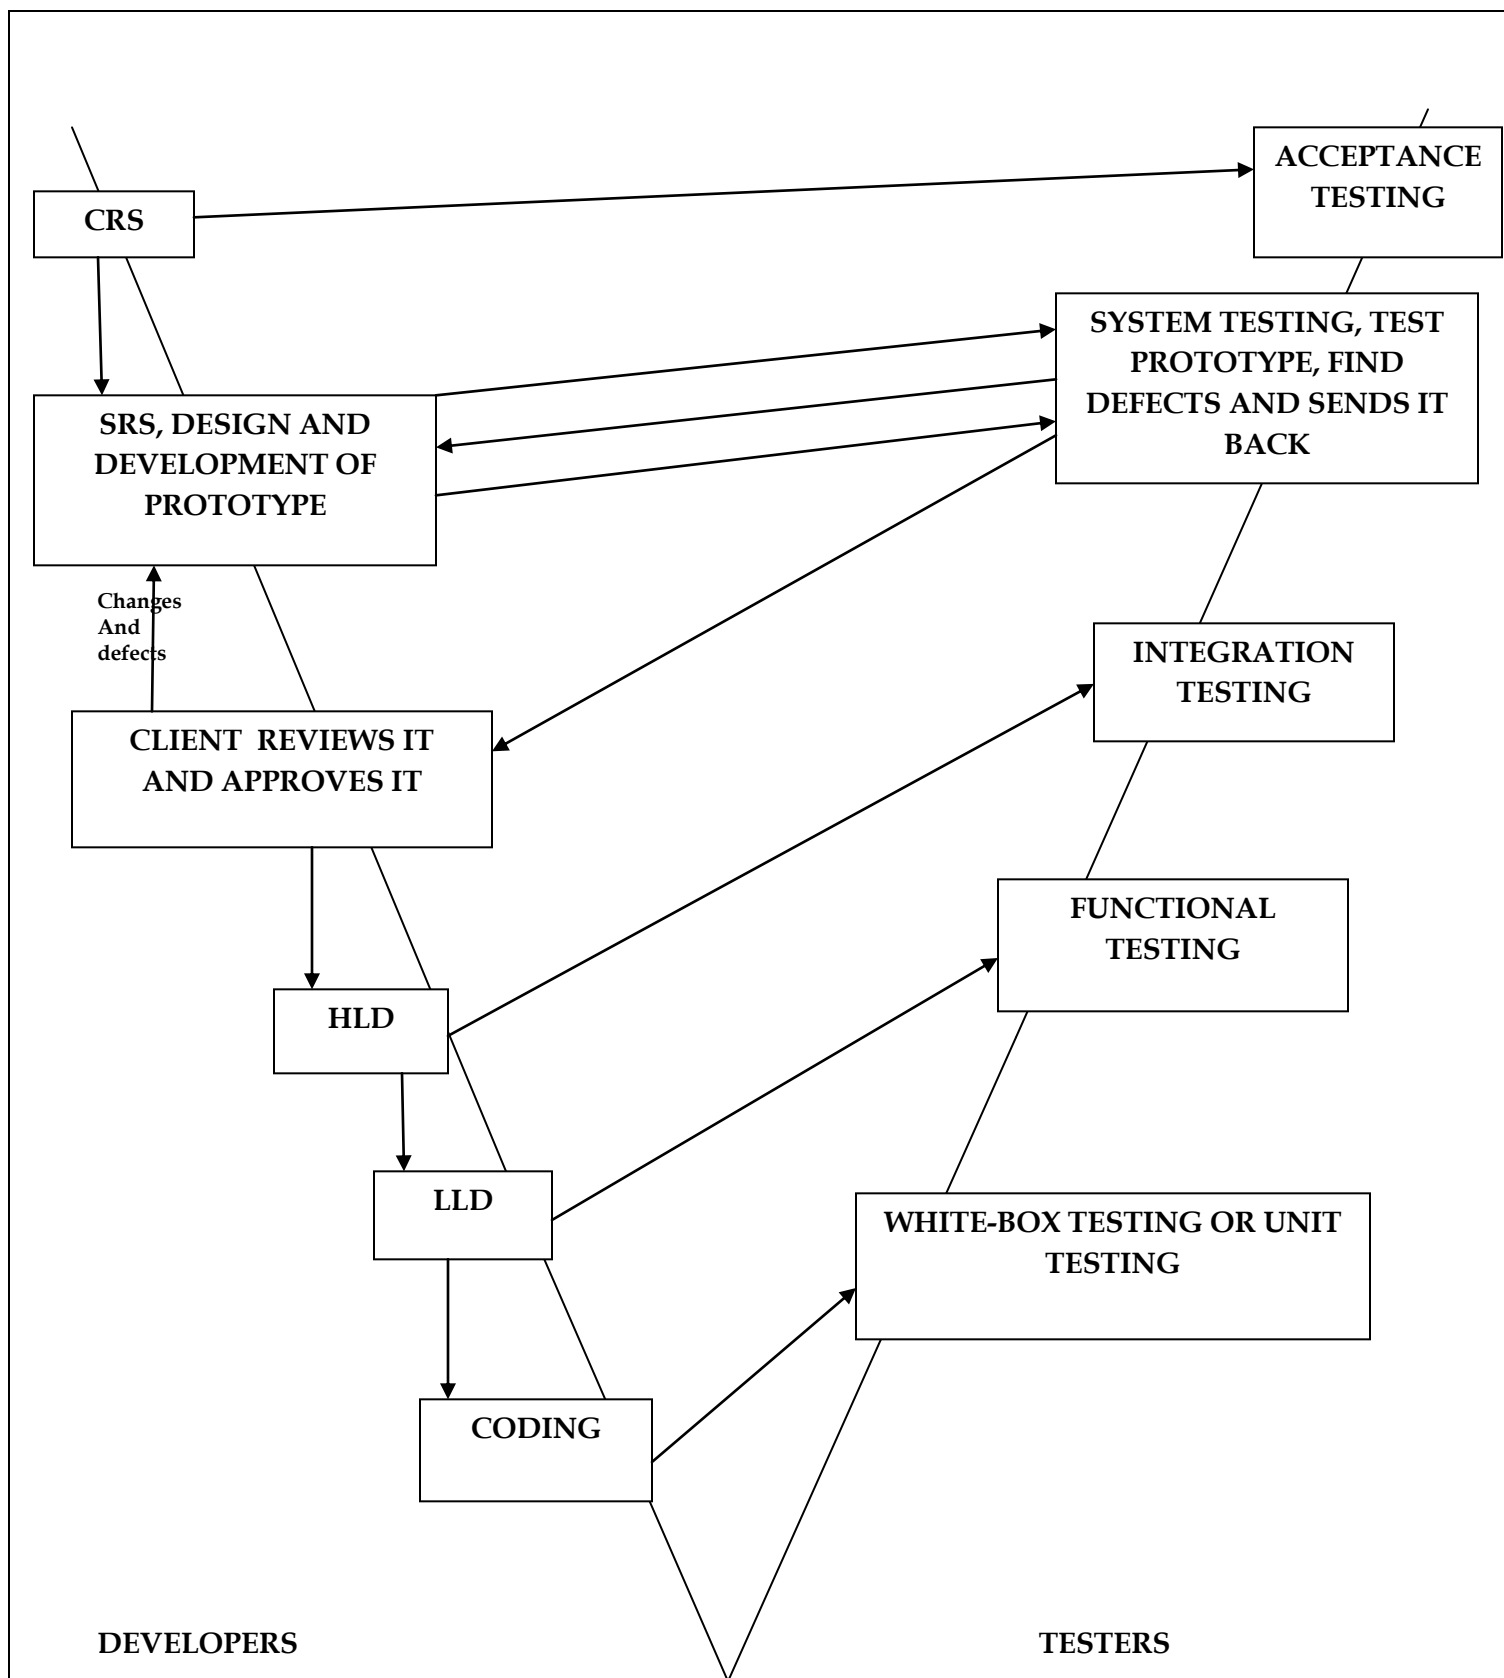 ACCEPTANCE
TESTING
CRS
SYSTEM TESTING, TEST
PROTOTYPE, FIND
DEFECTS AND SENDS IT
BACK
SRS, DESIGN AND
DEVELOPMENT OF
PROTOTYPE
Changes
And
defects
INTEGRATION
TESTING
CLIENT  REVIEWS IT
AND APPROVES IT
FUNCTIONAL
TESTING
HLD
LLD
WHITE-BOX TESTING OR UNIT
TESTING
CODING
DEVELOPERS
TESTERS